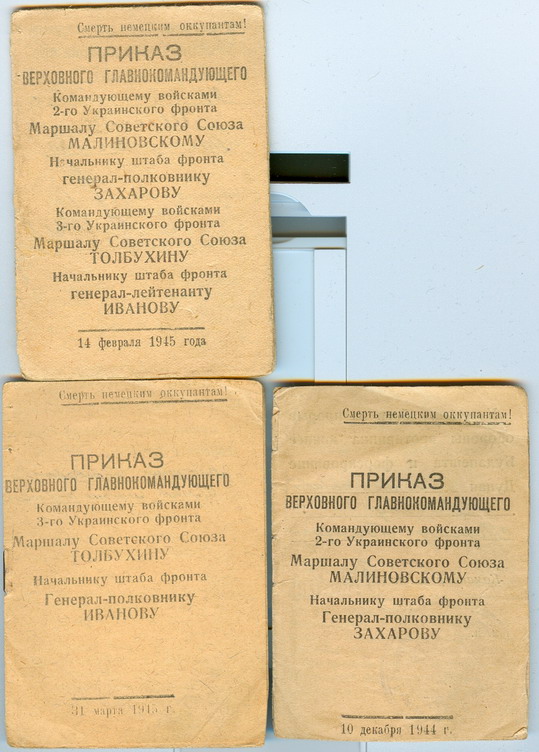 Смерть немецким оккупантам!
ПРИКАЗ
ВЕРХОВНОГО ГЛАВНОКОМАНДУЮЩЕГО
Командующему войсками
2-го Украинского фронта
Маршалу Советского Союза
МАЛИНОВСКОМУ
Начальнику штаба фронта
генерал-полковнику
ЗАХАРОВУ
Командующему войсками
3-го Украинского фронта
Маршалу Советского Союза
ТОЛБУХИНУ
Начальнику штаба фронта
генерал-лейтенанту
ИВАНОВУ
14 февраля 1945 года
Смерть немецким оккупантам!
ПРИКАЗ
ВЕРХОВНОГО ГЛАВНОКОМАНДУЮЩЕГО
Командующему войсками
3-го Украинского фронта
Маршалу Советского Союза
ТОЛБУХИНУ
Начальнику штаба фронта
Генерал-полковнику
ИВАНОВУ
31 марта 1945 г.
Смерть немецким оккупантам!
ПРИКАЗ
ВЕРХОВНОГО ГЛАВНОКОМАНДУЮЩЕГО
Командующему войсками
2-го Украинского фронта
Маршалу Советского Союза
МАЛИНОВСКОМУ
Начальнику штаба фронта
Генерал-полковнику
ЗАХАРОВУ
10 декабря 1944 г.